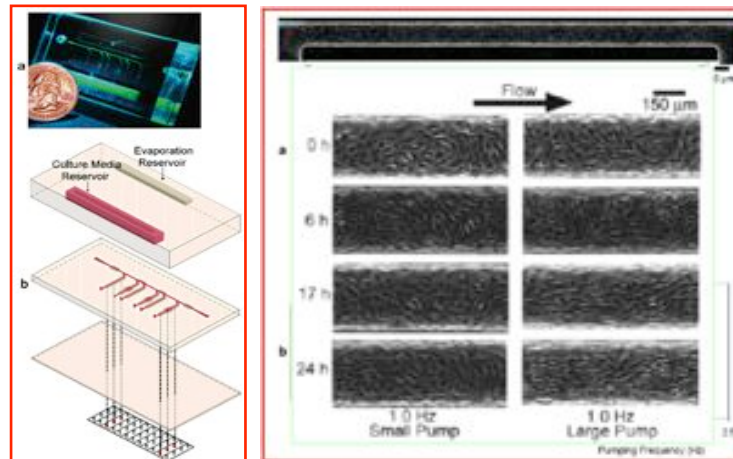 a
Evaporation
Reservoir
Culture Media
Reservoir
b
Flow
150 μm
a
0 h
6 h
17 h
b
24 h
1.0 Hz
Small Pump
1.0 Hz
Large Pump
Pumping Frequency (Hz)